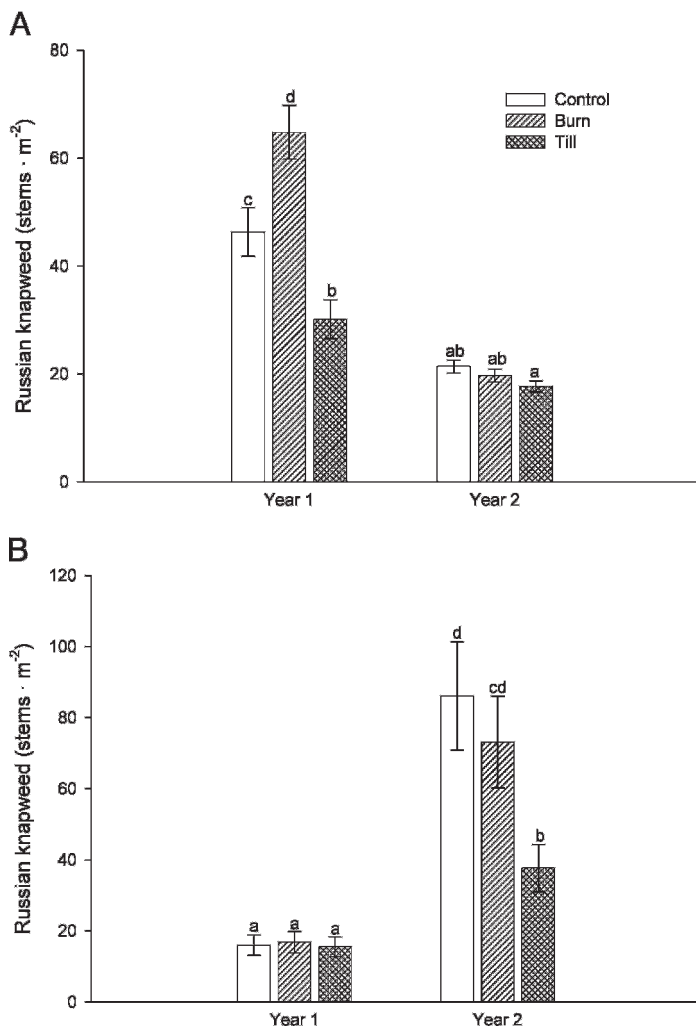 A
80
60
40
20
0
Russian knapweed (stems · m⁻²)
Control
Burn
Till
c
d
b
ab
ab
a
Year 1
Year 2
B
120
100
80
60
40
20
0
Russian knapweed (stems · m⁻²)
a
a
a
d
cd
b
Year 1
Year 2